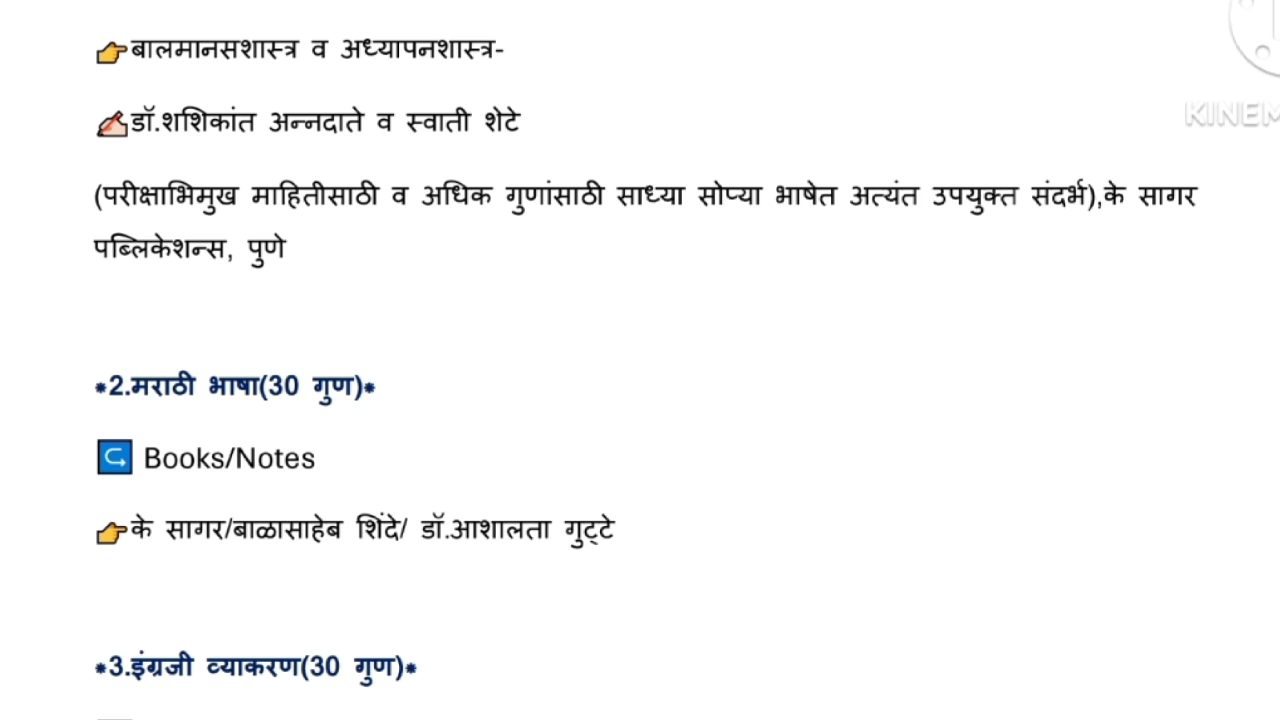 👉बालमानसशास्त्र व अध्यापनशास्त्र-
✍डॉ.शशिकांत अन्नदाते व स्वाती शेटे
(परीक्षाभिमुख माहितीसाठी व अधिक गुणांसाठी साध्या सोप्या भाषेत अत्यंत उपयुक्त संदर्भ),के सागर
पब्लिकेशन्स, पुणे
KINEM
*2.मराठी भाषा(30 गुण)*
↪ Books/Notes
👉के सागर/बाळासाहेब शिंदे/ डॉ.आशालता गुट्टे
*3.इंग्रजी व्याकरण(30 गुण)*